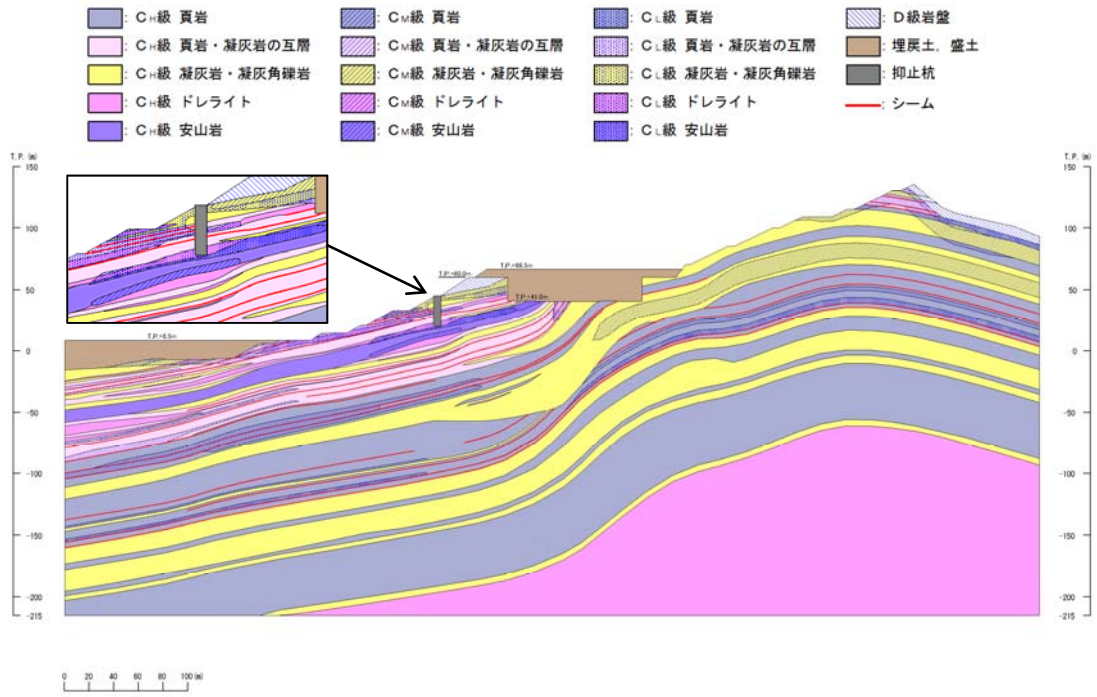 : CH級 頁岩
: CM級 頁岩
: CL級 頁岩
: D級岩盤
: CH級 頁岩・凝灰岩の互層
: CM級 頁岩・凝灰岩の互層
: CL級 頁岩・凝灰岩の互層
: 埋戻土, 盛土
: CH級 凝灰岩・凝灰角礫岩
: CM級 凝灰岩・凝灰角礫岩
: CL級 凝灰岩・凝灰角礫岩
: 抑止杭
: CH級 ドレライト
: CM級 ドレライト
: CL級 ドレライト
: シーム
: CH級 安山岩
: CM級 安山岩
: CL級 安山岩
T.P. (m)
150
100
50
0
-50
-100
-150
-200
-215
T.P.+8.5m
T.P.+41.0m
T.P. (m)
150
100
50
0
-50
-100
-150
-200
-215
0 20 40 60 80 100 (m)